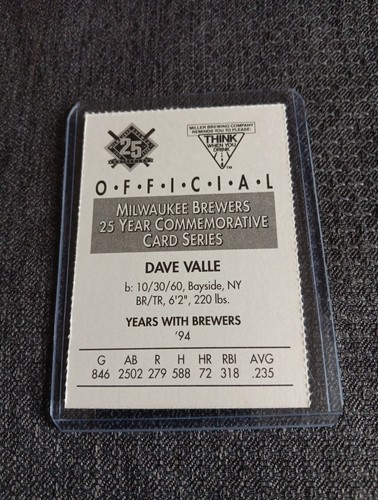 25
MILLER BREWING COMPANY
REMINDS YOU TO PLEASE:
THINK
WHEN YOU
DRINK
TM
O•F•F•I•C•I•A•L
MILWAUKEE BREWERS
25 YEAR COMMEMORATIVE
CARD SERIES
DAVE VALLE
b: 10/30/60, Bayside, NY
BR/TR, 6'2", 220 lbs.
YEARS WITH BREWERS
'94
G AB R H HR RBI AVG
846 2502 279 588 72 318 .235